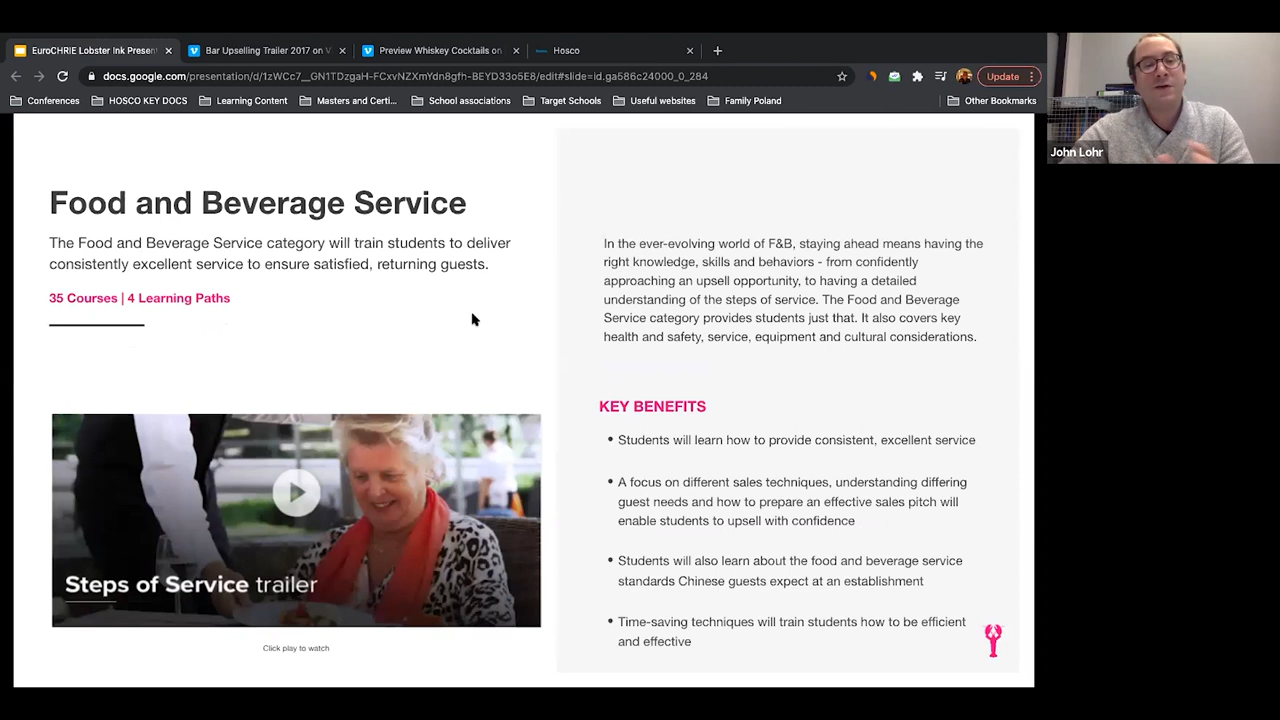 EuroCHRIE Lobster Ink Present
Bar Upselling Trailer 2017 on V
Preview Whiskey Cocktails on
Hosco
docs.google.com/presentation/d/1zWCc7__GN1TDzgaH-FCxvNZXmYdn8gfh-BEYD33o5E8/edit#slide=id.ga586c24000_0_284
Update
Conferences
HOSCO KEY DOCS
Learning Content
Masters and Certi...
School associations
Target Schools
Useful websites
Family Poland
Other Bookmarks
John Lohr
Food and Beverage Service
The Food and Beverage Service category will train students to deliver
consistently excellent service to ensure satisfied, returning guests.
35 Courses | 4 Learning Paths
Steps of Service trailer
Click play to watch
In the ever-evolving world of F&B, staying ahead means having the
right knowledge, skills and behaviors - from confidently
approaching an upsell opportunity, to having a detailed
understanding of the steps of service. The Food and Beverage
Service category provides students just that. It also covers key
health and safety, service, equipment and cultural considerations.
KEY BENEFITS
• Students will learn how to provide consistent, excellent service
• A focus on different sales techniques, understanding differing
guest needs and how to prepare an effective sales pitch will
enable students to upsell with confidence
• Students will also learn about the food and beverage service
standards Chinese guests expect at an establishment
• Time-saving techniques will train students how to be efficient
and effective